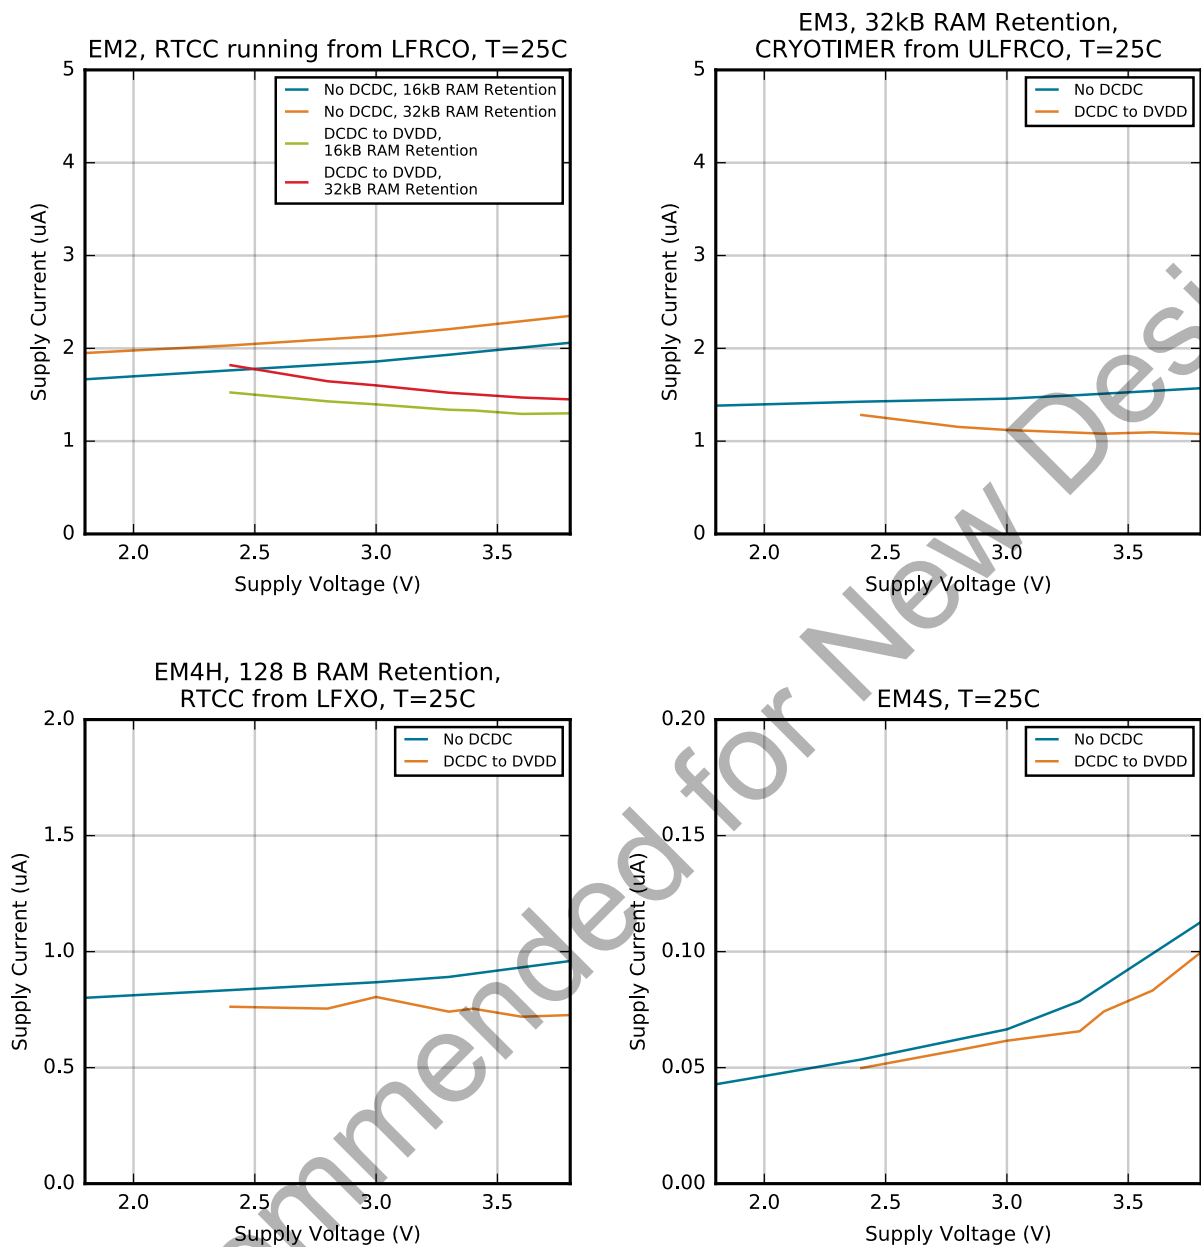 EM2, RTCC running from LFRCO, T=25C
5
4
3
2
1
0
Supply Current (uA)
No DCDC, 16kB RAM Retention
No DCDC, 32kB RAM Retention
DCDC to DVDD,
16kB RAM Retention
DCDC to DVDD,
32kB RAM Retention
2.0 2.5 3.0 3.5
Supply Voltage (V)
EM3, 32kB RAM Retention,
CRYOTIMER from ULFRCO, T=25C
5
4
3
2
1
0
Supply Current (uA)
No DCDC
DCDC to DVDD
2.0 2.5 3.0 3.5
Supply Voltage (V)
EM4H, 128 B RAM Retention,
RTCC from LFXO, T=25C
2.0
1.5
1.0
0.5
0.0
Supply Current (uA)
No DCDC
DCDC to DVDD
2.0 2.5 3.0 3.5
Supply Voltage (V)
EM4S, T=25C
0.20
0.15
0.10
0.05
0.00
Supply Current (uA)
No DCDC
DCDC to DVDD
2.0 2.5 3.0 3.5
Supply Voltage (V)
mmended for New Desi